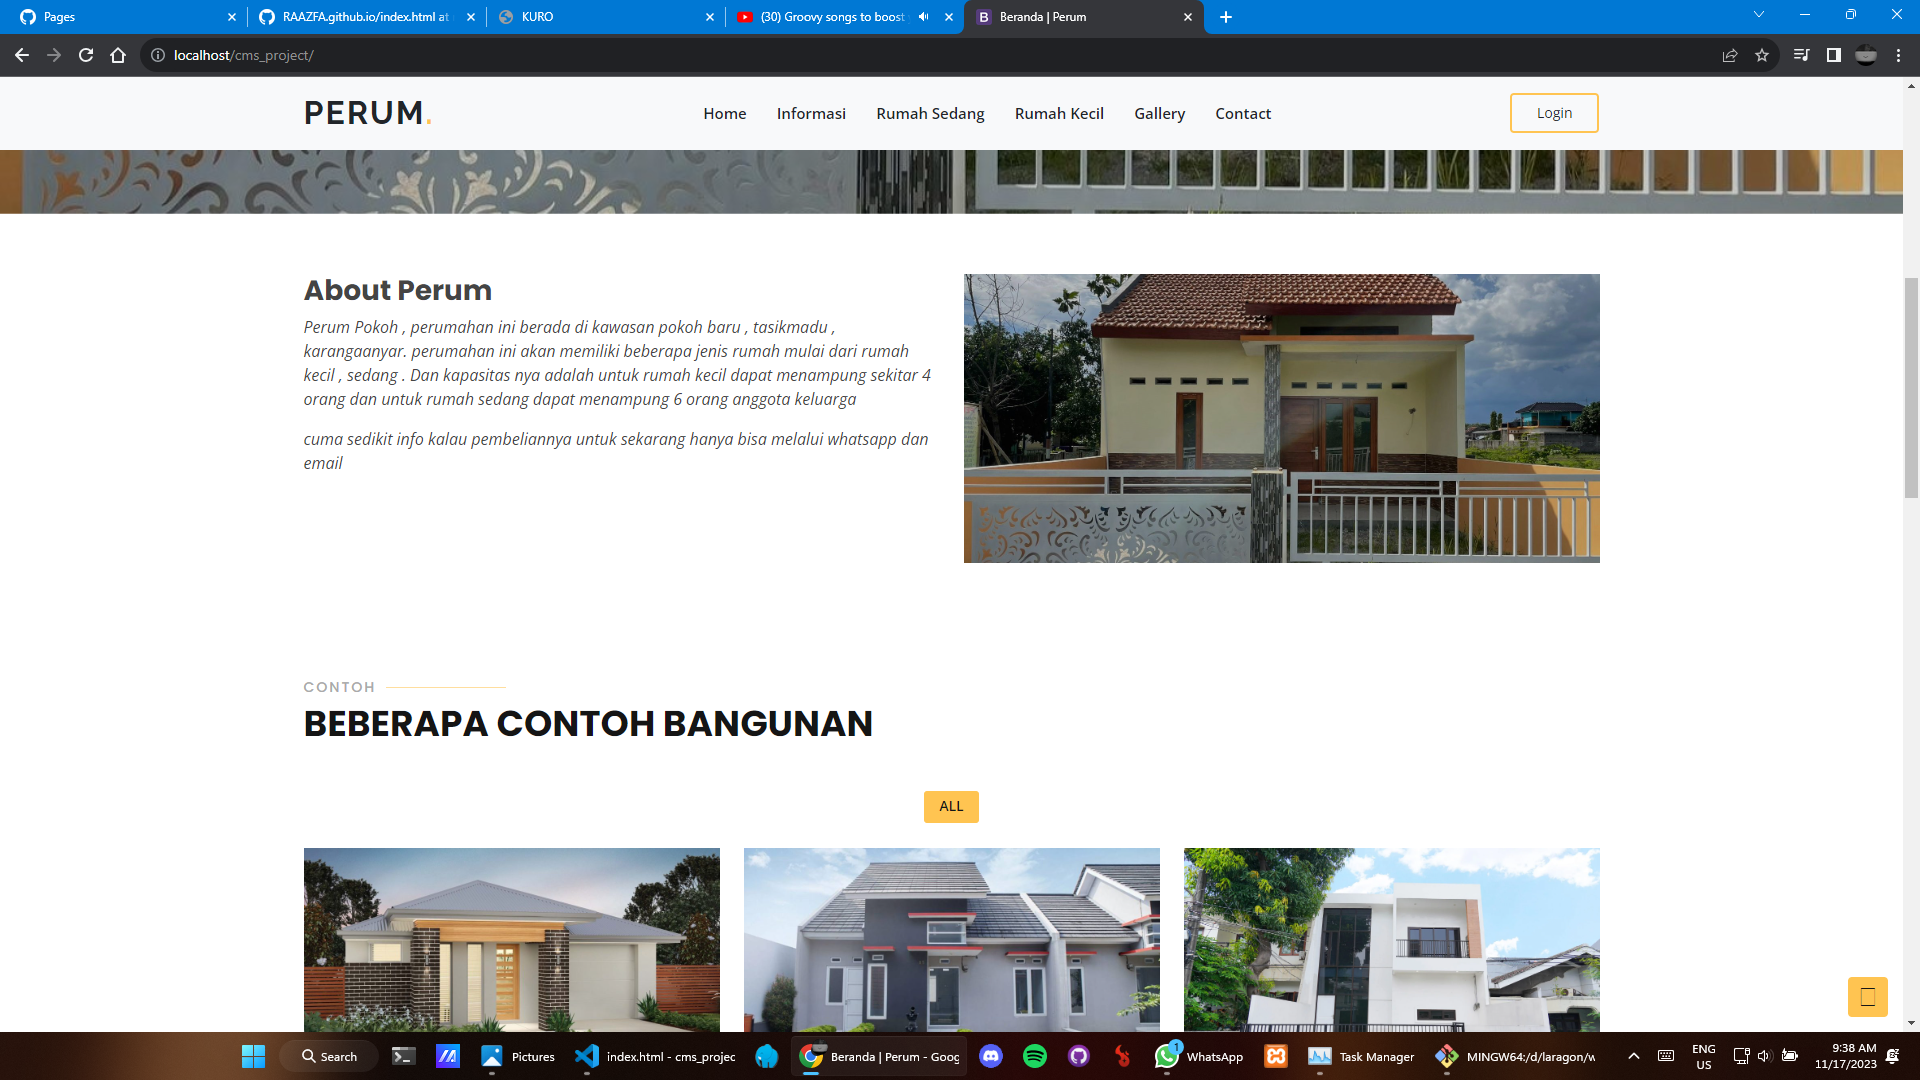 Pages
RAAZFA.github.io/index.html at
KURO
(30) Groovy songs to boost
Beranda | Perum
localhost/cms_project/
PERUM.
Home
Informasi
Rumah Sedang
Rumah Kecil
Gallery
Contact
Login
About Perum
Perum Pokoh , perumahan ini berada di kawasan pokoh baru , tasikmadu ,
karangaanyar. perumahan ini akan memiliki beberapa jenis rumah mulai dari rumah
kecil , sedang . Dan kapasitas nya adalah untuk rumah kecil dapat menampung sekitar 4
orang dan untuk rumah sedang dapat menampung 6 orang anggota keluarga
cuma sedikit info kalau pembeliannya untuk sekarang hanya bisa melalui whatsapp dan
email
CONTOH
BEBERAPA CONTOH BANGUNAN
ALL
Search
Pictures
index.html - cms_projec
Beranda | Perum - Goog
1
WhatsApp
Task Manager
MINGW64:/d/laragon/w
ENG
US
9:38 AM
11/17/2023